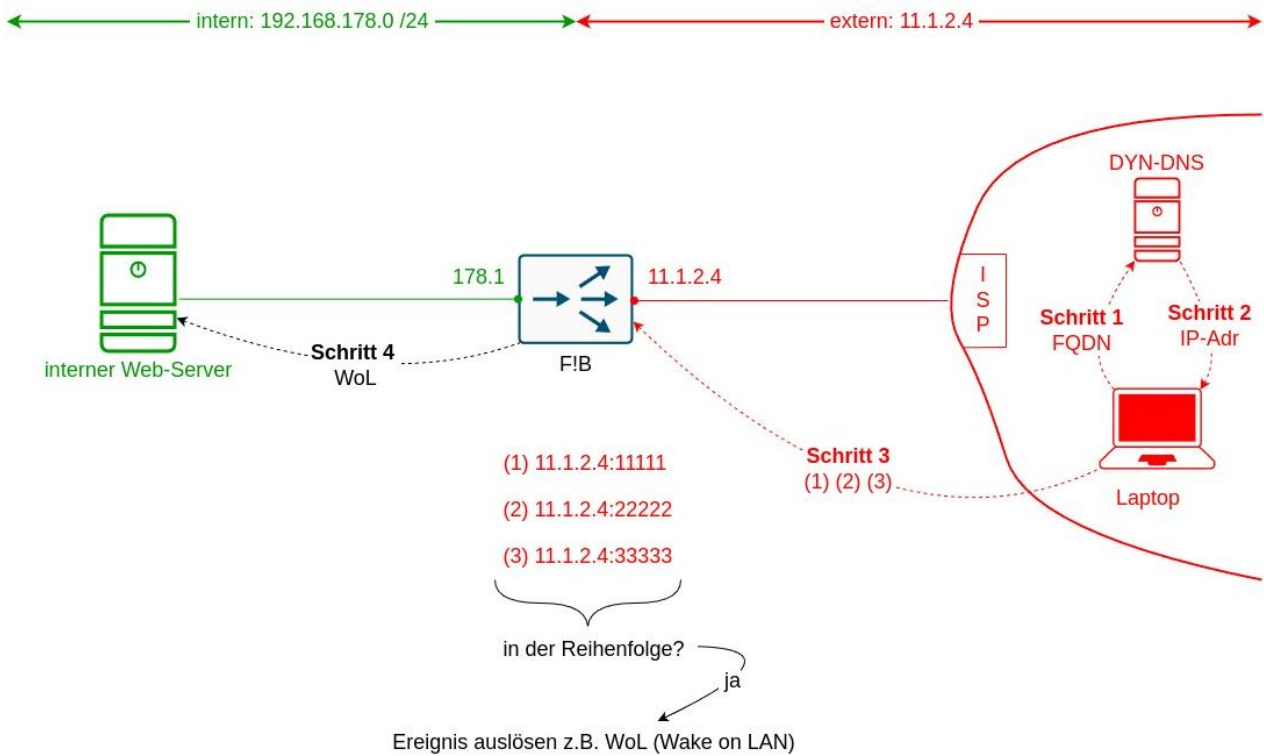 intern: 192.168.178.0 /24
extern: 11.1.2.4
DYN-DNS
178.1
11.1.2.4
I
S
P
Schritt 1
FQDN
Schritt 2
IP-Adr
interner Web-Server
Schritt 4
WoL
F!B
Schritt 3
(1) (2) (3)
Laptop
(1) 11.1.2.4:11111
(2) 11.1.2.4:22222
(3) 11.1.2.4:33333
in der Reihenfolge?
ja
Ereignis auslösen z.B. WoL (Wake on LAN)